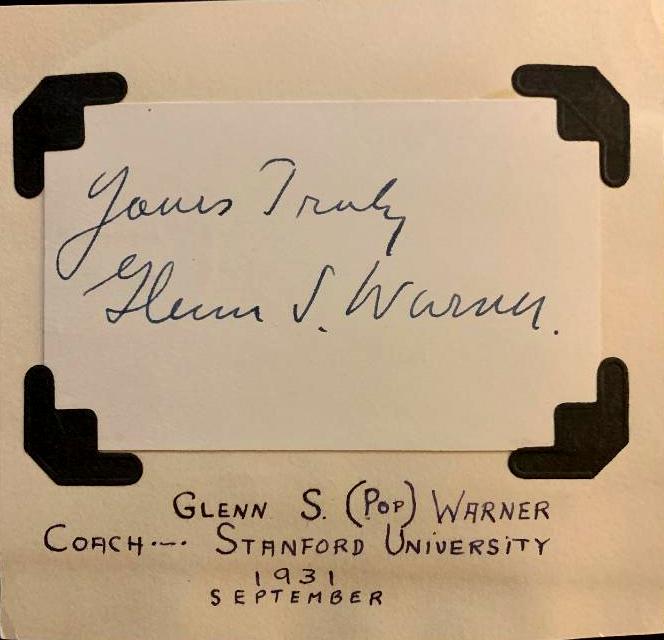 Yours Truly
Glenn S. Warner.
GLENN S. (POP) WARNER
COACH---- STANFORD UNIVERSITY
1931
SEPTEMBER